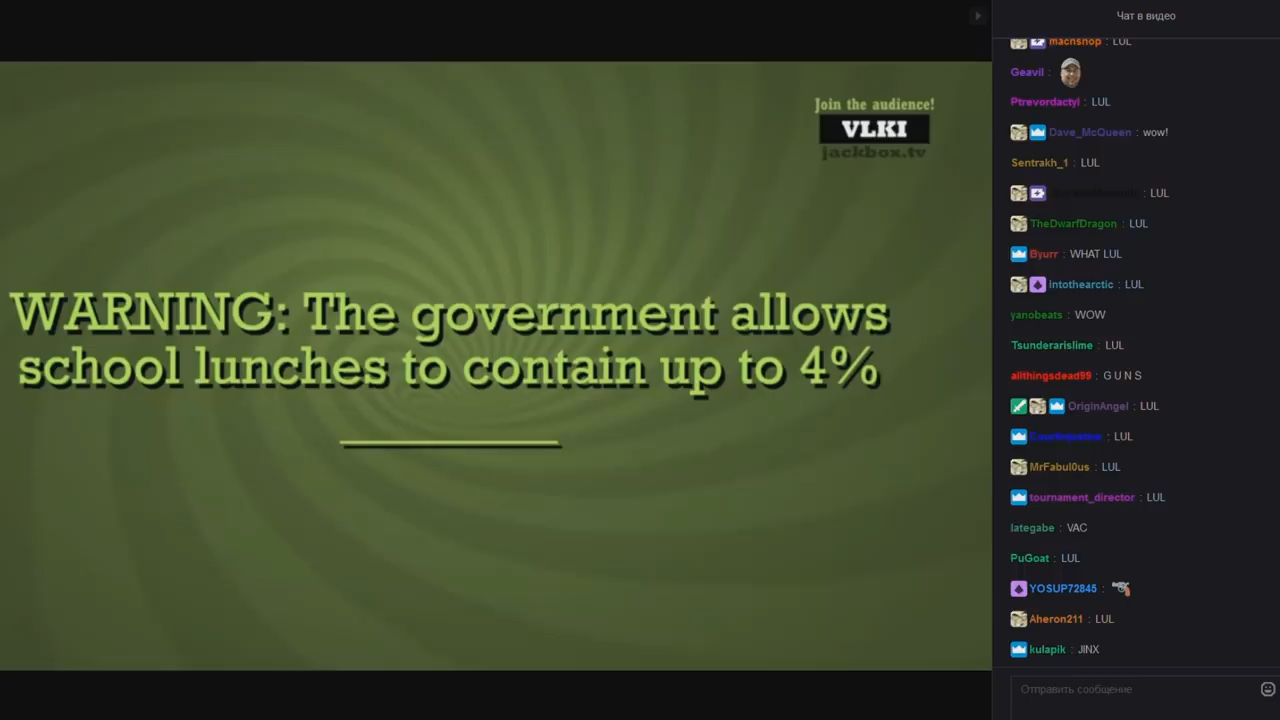 Чат в видео
Join the audience!
VLKI
jackbox.tv
WARNING: The government allows
school lunches to contain up to 4%
machshop : LUL
Geavil :
Ptrevordactyl : LUL
Dave_McQueen : wow!
Sentrakh_1 : LUL
: LUL
TheDwarfDragon : LUL
Byurr : WHAT LUL
intothearctic : LUL
yanobeats : WOW
Tsunderarislime : LUL
allthingsdead99 : G U N S
OriginAngel : LUL
: LUL
MrFabul0us : LUL
tournament_director : LUL
lategabe : VAC
PuGoat : LUL
YOSUP72845 :
Aheron211 : LUL
kulapik : JINX
Отправить сообщение